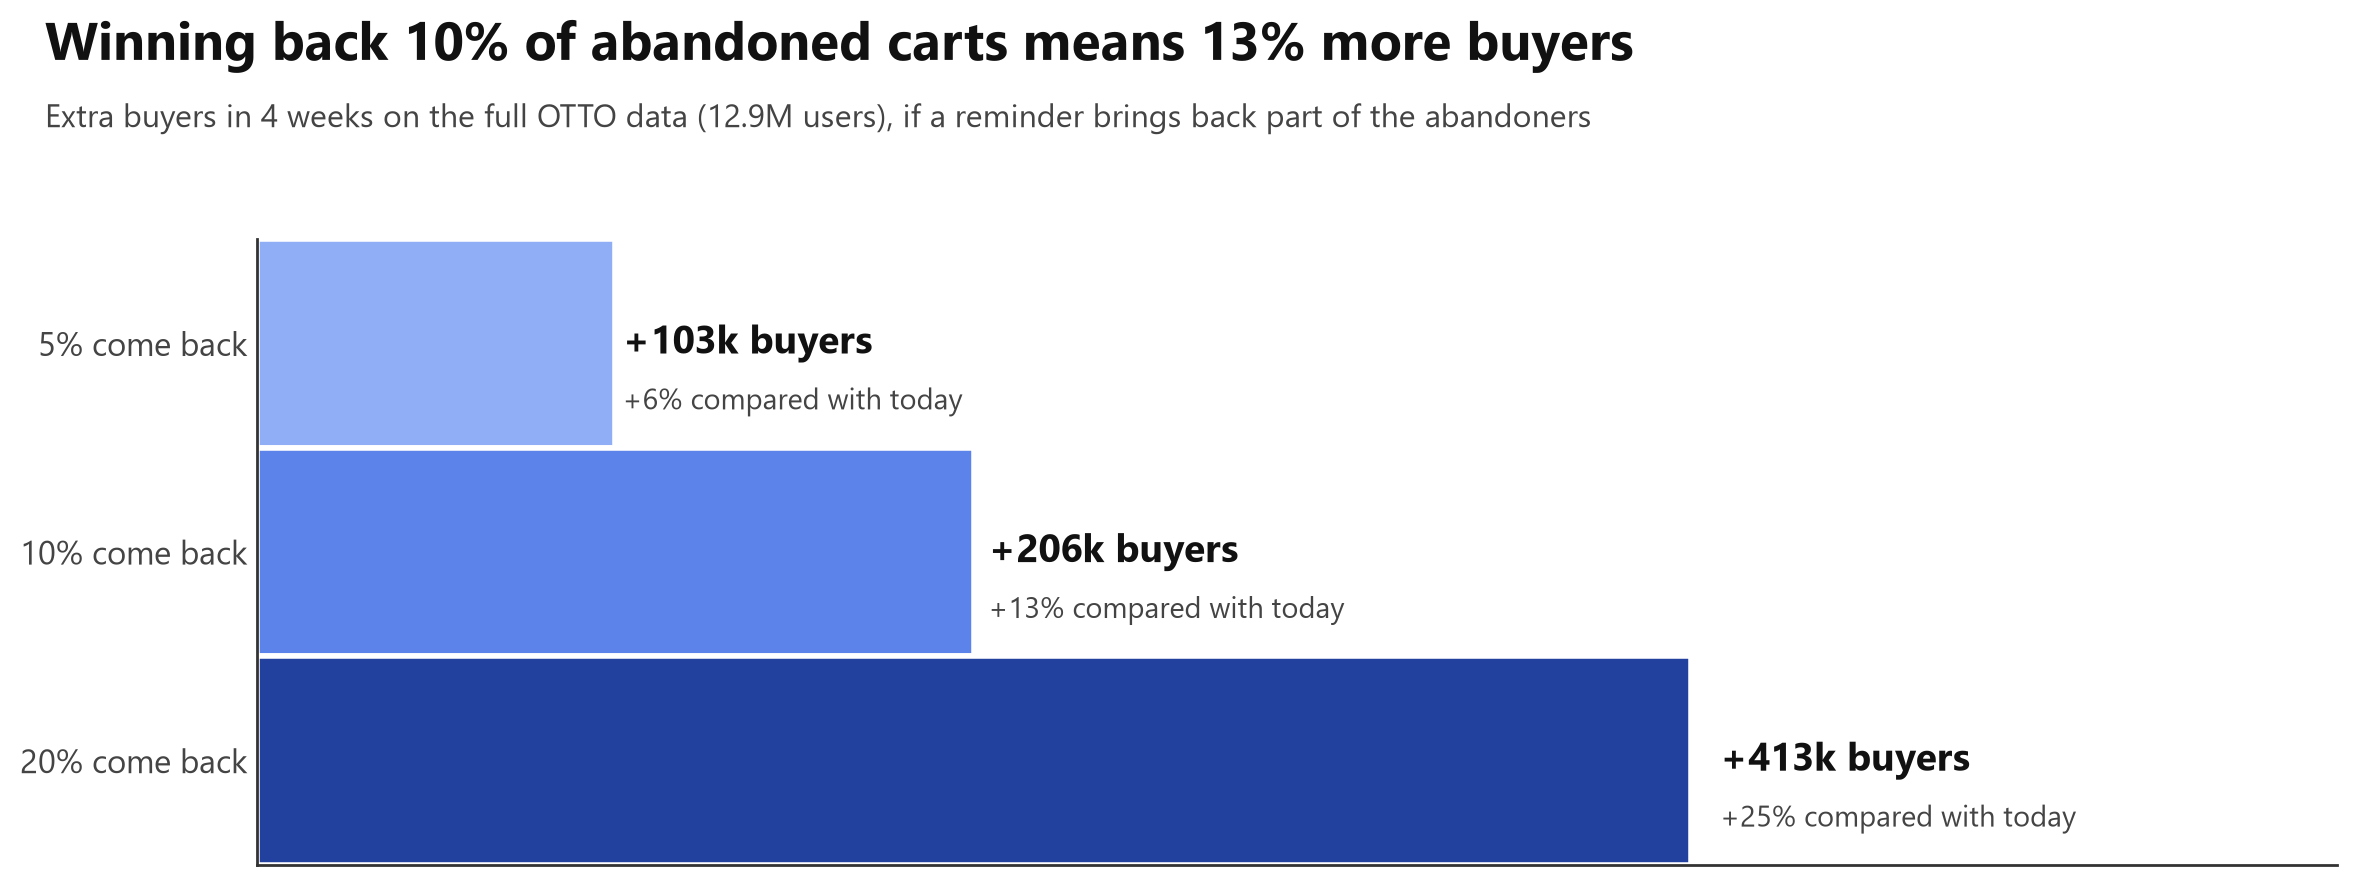 Winning back 10% of abandoned carts means 13% more buyers
Extra buyers in 4 weeks on the full OTTO data (12.9M users), if a reminder brings back part of the abandoners
5% come back
+103k buyers
+6% compared with today
10% come back
+206k buyers
+13% compared with today
20% come back
+413k buyers
+25% compared with today